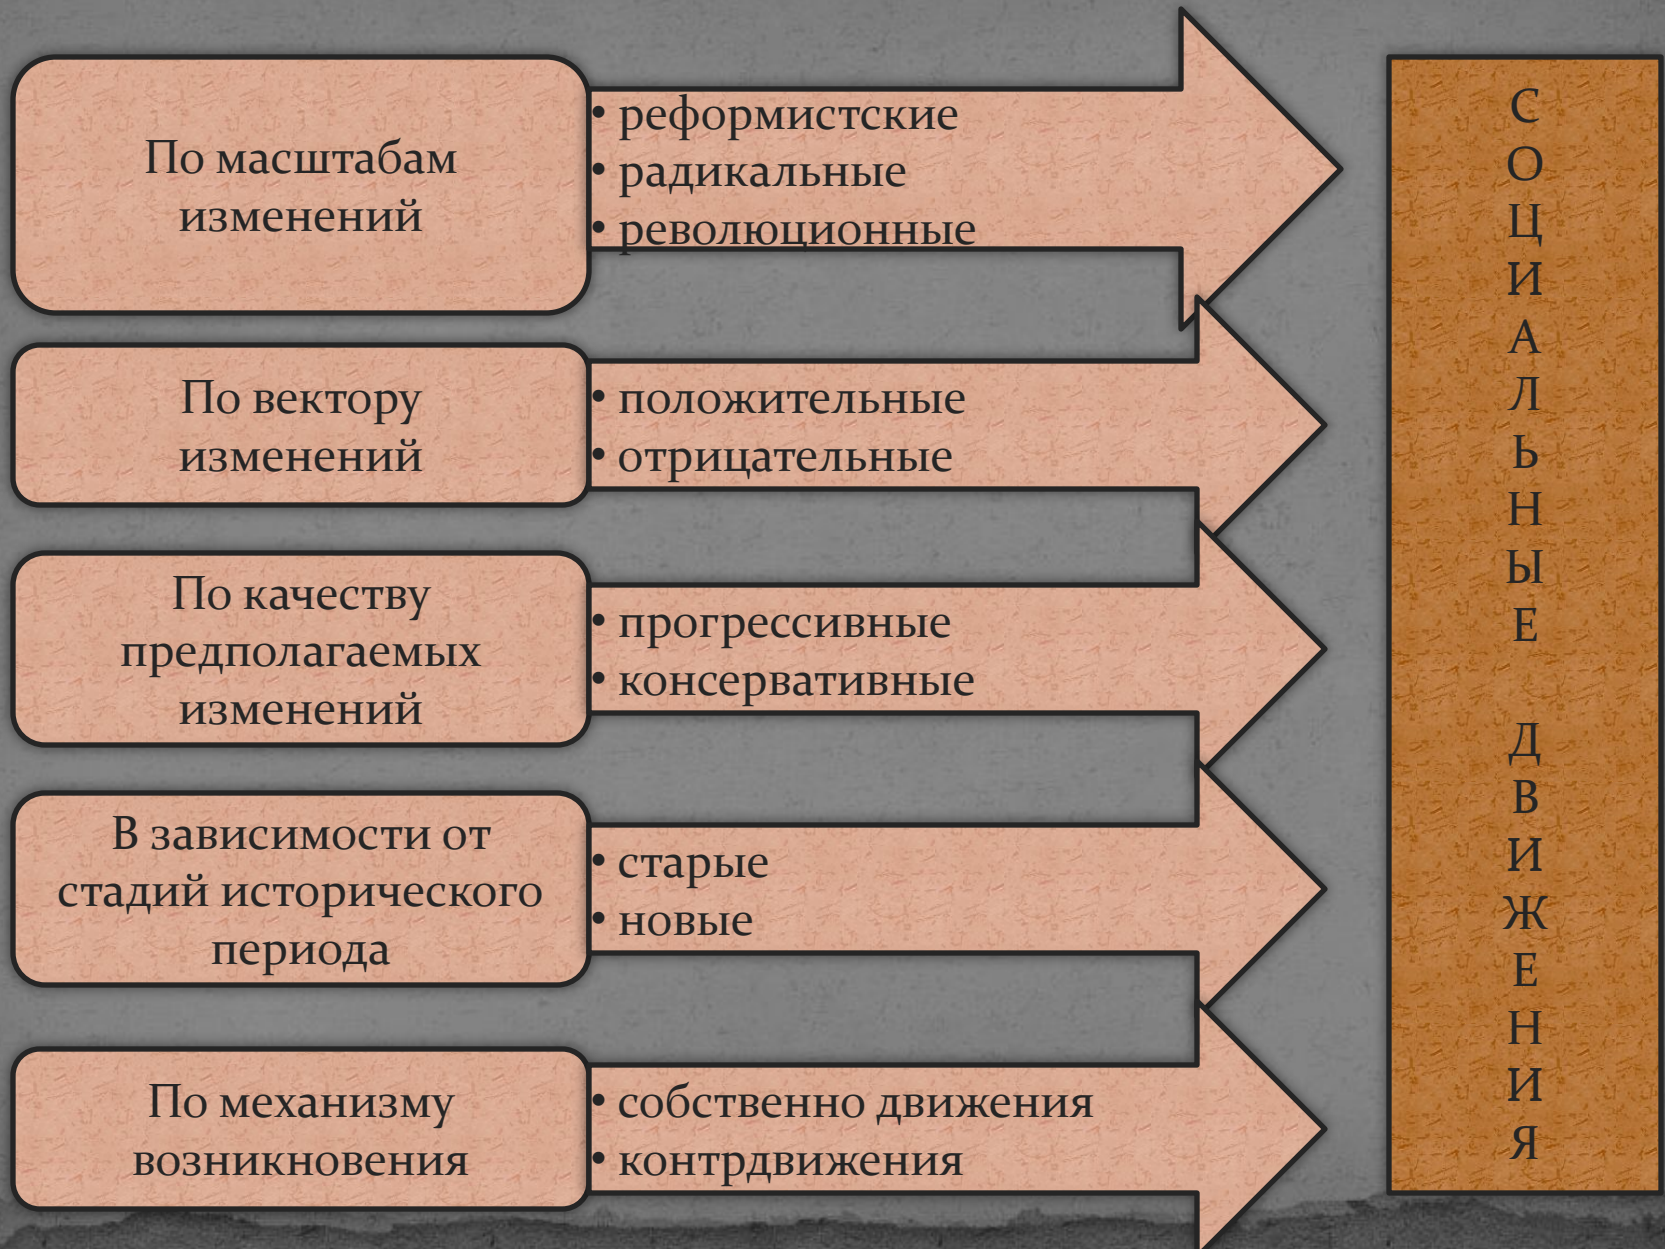 По масштабам
изменений
• реформистские
• радикальные
• революционные
По вектору
изменений
• положительные
• отрицательные
По качеству
предполагаемых
изменений
• прогрессивные
• консервативные
В зависимости от
стадий исторического
периода
• старые
• новые
По механизму
возникновения
• собственно движения
• контрдвижения
С
О
Ц
И
А
Л
Ь
Н
Ы
Е
Д
В
И
Ж
Е
Н
И
Я